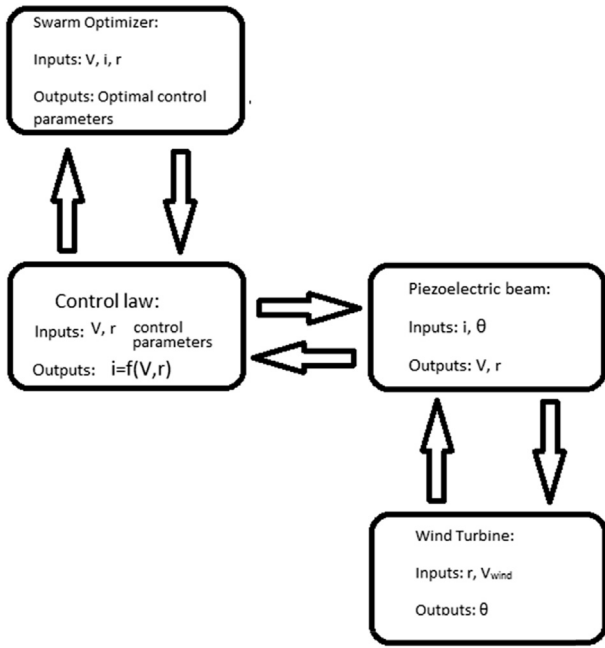 Swarm Optimizer:
Inputs: V, i, r
Outputs: Optimal control
parameters
Control law:
Inputs: V, r control
parameters
Outputs: i=f(V,r)
Piezoelectric beam:
Inputs: i, θ
Outputs: V, r
Wind Turbine:
Inputs: r, Vwind
Outputs: θ